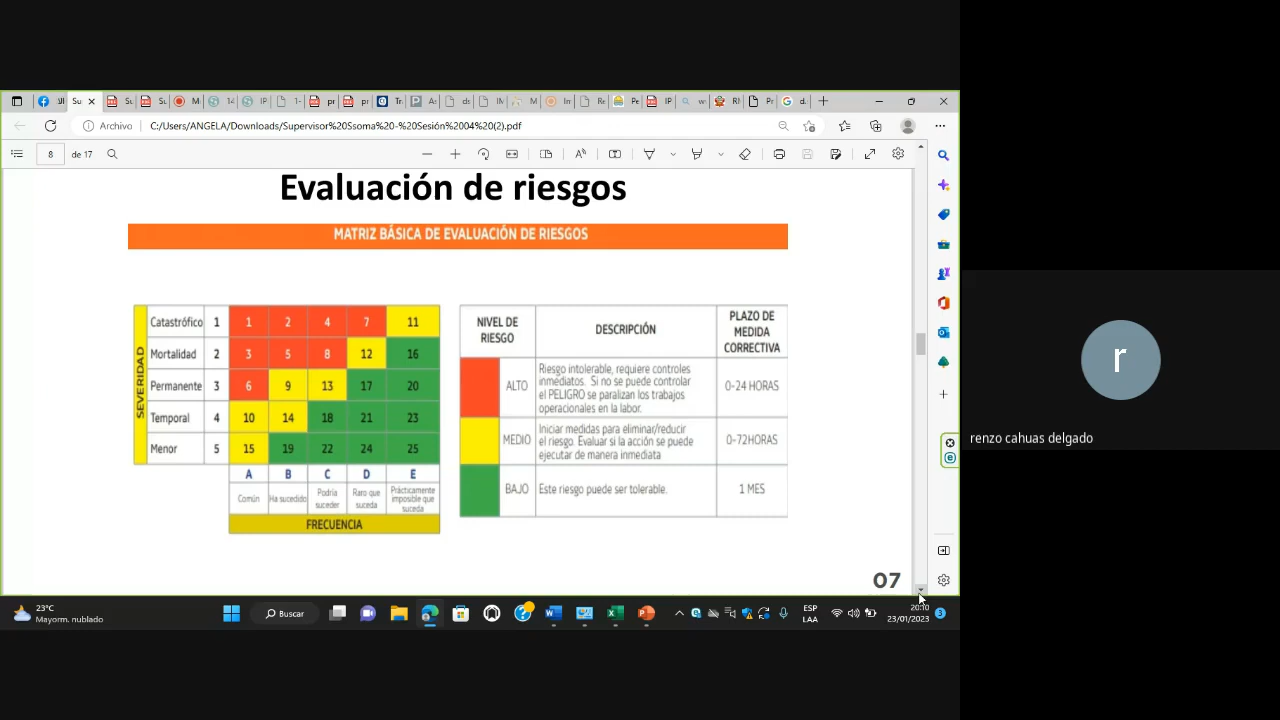 Su
Archivo
C:/Users/ANGELA/Downloads/Supervisor%20Ssoma%20-%20Sesión%2004%20(2).pdf
8 de 17
Evaluación de riesgos
MATRIZ BÁSICA DE EVALUACIÓN DE RIESGOS
SEVERIDAD
Catastrófico 1 1 2 4 7 11
Mortalidad 2 3 5 8 12 16
Permanente 3 6 9 13 17 20
Temporal 4 10 14 18 21 23
Menor 5 15 19 22 24 25
A B C D E
Común
Ha sucedido
Podría
suceder
Raro que
suceda
Prácticamente
imposible que
suceda
FRECUENCIA
NIVEL DE
RIESGO
DESCRIPCIÓN
PLAZO DE
MEDIDA
CORRECTIVA
ALTO
Riesgo intolerable, requiere controles
inmediatos. Si no se puede controlar
el PELIGRO se paralizan los trabajos
operacionales en la labor.
0-24 HORAS
MEDIO
Iniciar medidas para eliminar/reducir
el riesgo. Evaluar si la acción se puede
ejecutar de manera inmediata
0-72HORAS
BAJO
Este riesgo puede ser tolerable.
1 MES
07
r
renzo cahuas delgado
23°C
Mayorm. nublado
Buscar
ESP
LAA
20:10
23/01/2023
3